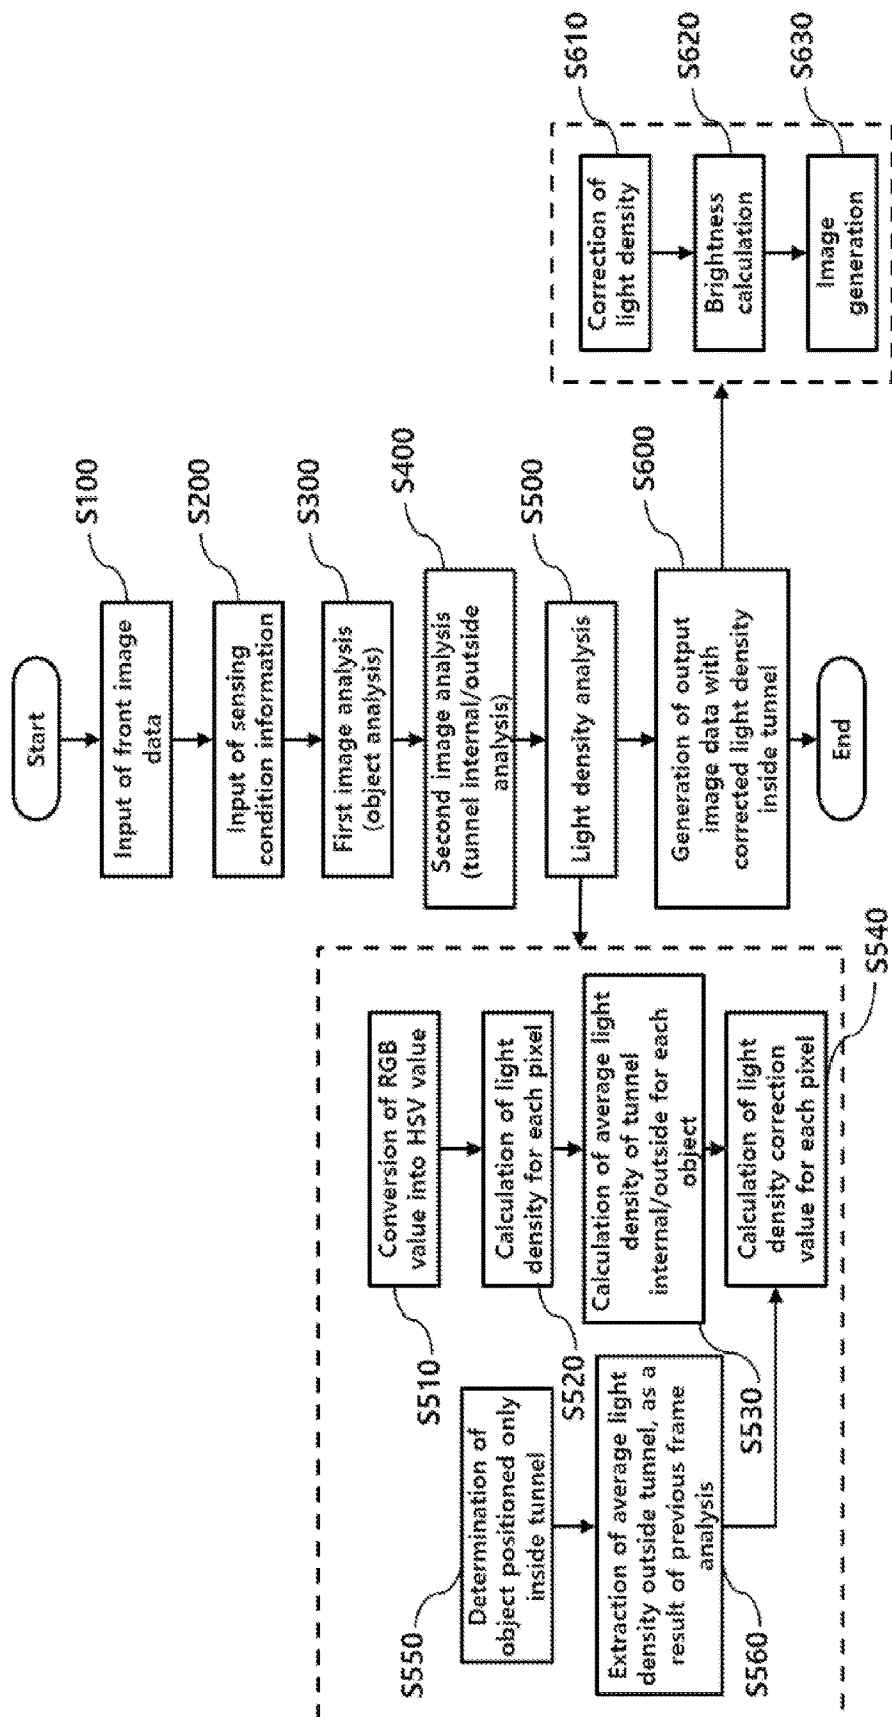 Start
Input of front image
data
S100
Input of sensing
condition information
S200
First image analysis
(object analysis)
S300
Second image analysis
(tunnel internal/outside
analysis)
S400
Light density analysis
S500
Generation of output
image data with
corrected light density
inside tunnel
S600
End
Conversion of RGB
value into HSV value
S510
Calculation of light
density for each pixel
S520
Calculation of average light
density of tunnel
internal/outside for each
object
S530
Calculation of light
density correction
value for each pixel
S540
Determination of
object positioned only
inside tunnel
S550
Extraction of average light
density outside tunnel, as a
result of previous frame
analysis
S560
Correction of
light density
S610
Brightness
calculation
S620
Image
generation
S630